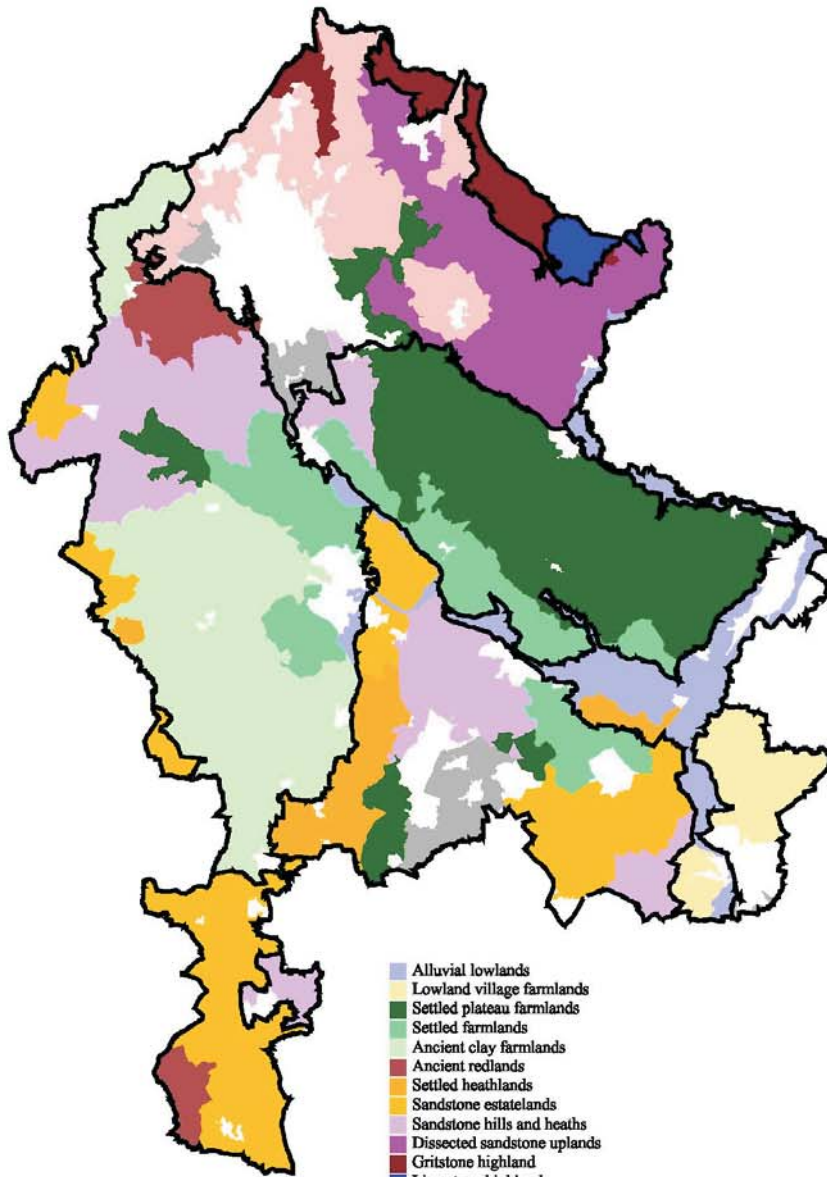 Alluvial lowlands
Lowland village farmlands
Settled plateau farmlands
Settled farmlands
Ancient clay farmlands
Ancient redlands
Settled heathlands
Sandstone estatelands
Sandstone hills and heaths
Dissected sandstone uplands
Gritstone highland